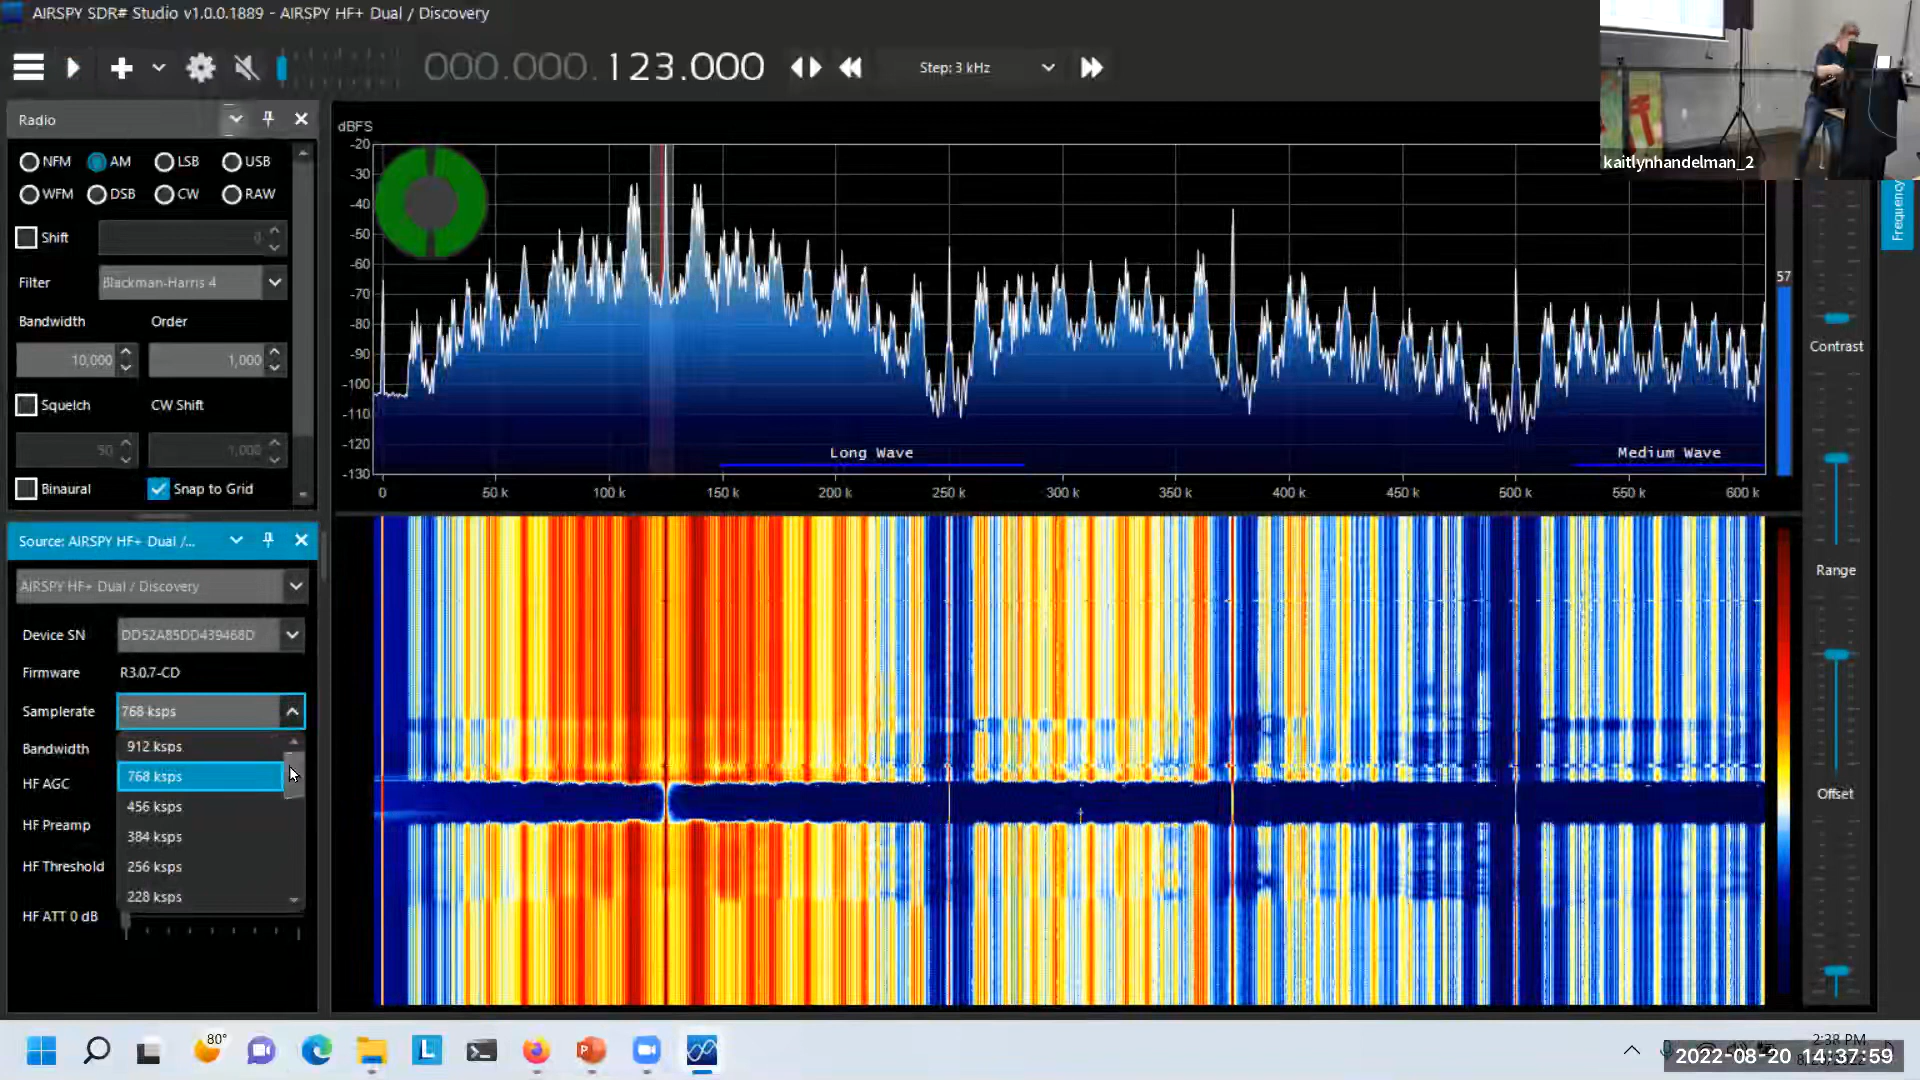 AIRSPY SDR# Studio v1.0.0.1889 - AIRSPY HF+ Dual / Discovery
000.000.123.000
Step: 3 kHz
kaitlynhandelman_2
Radio
NFM AM LSB USB
WFM DSB CW RAW
Shift 0
Filter Blackman-Harris 4
Bandwidth Order
10,000 1,000
Squelch CW Shift
50 1,000
Binaural Snap to Grid
Source: AIRSPY HF+ Dual /...
AIRSPY HF+ Dual / Discovery
Device SN DD52A85DD439468D
Firmware R3.0.7-CD
Samplerate 768 ksps
Bandwidth
912 ksps
768 ksps
456 ksps
384 ksps
256 ksps
228 ksps
HF AGC
HF Preamp
HF Threshold
HF ATT 0 dB
dBFS
-20
-30
-40
-50
-60
-70
-80
-90
-100
-110
-120
-130
Long Wave
Medium Wave
0 50 k 100 k 150 k 200 k 250 k 300 k 350 k 400 k 450 k 500 k 550 k 600 k
57
Frequency
Contrast
Range
Offset
80°
2:38 PM
2022-08-20 14:37:59